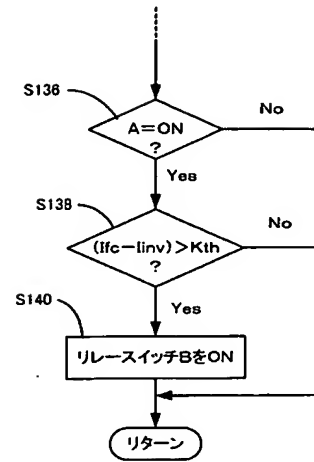 S136
A=ON
?
No
Yes
S138
(Ifc−Iinv)>Kth
?
No
Yes
S140
リレースイッチBをON
リターン